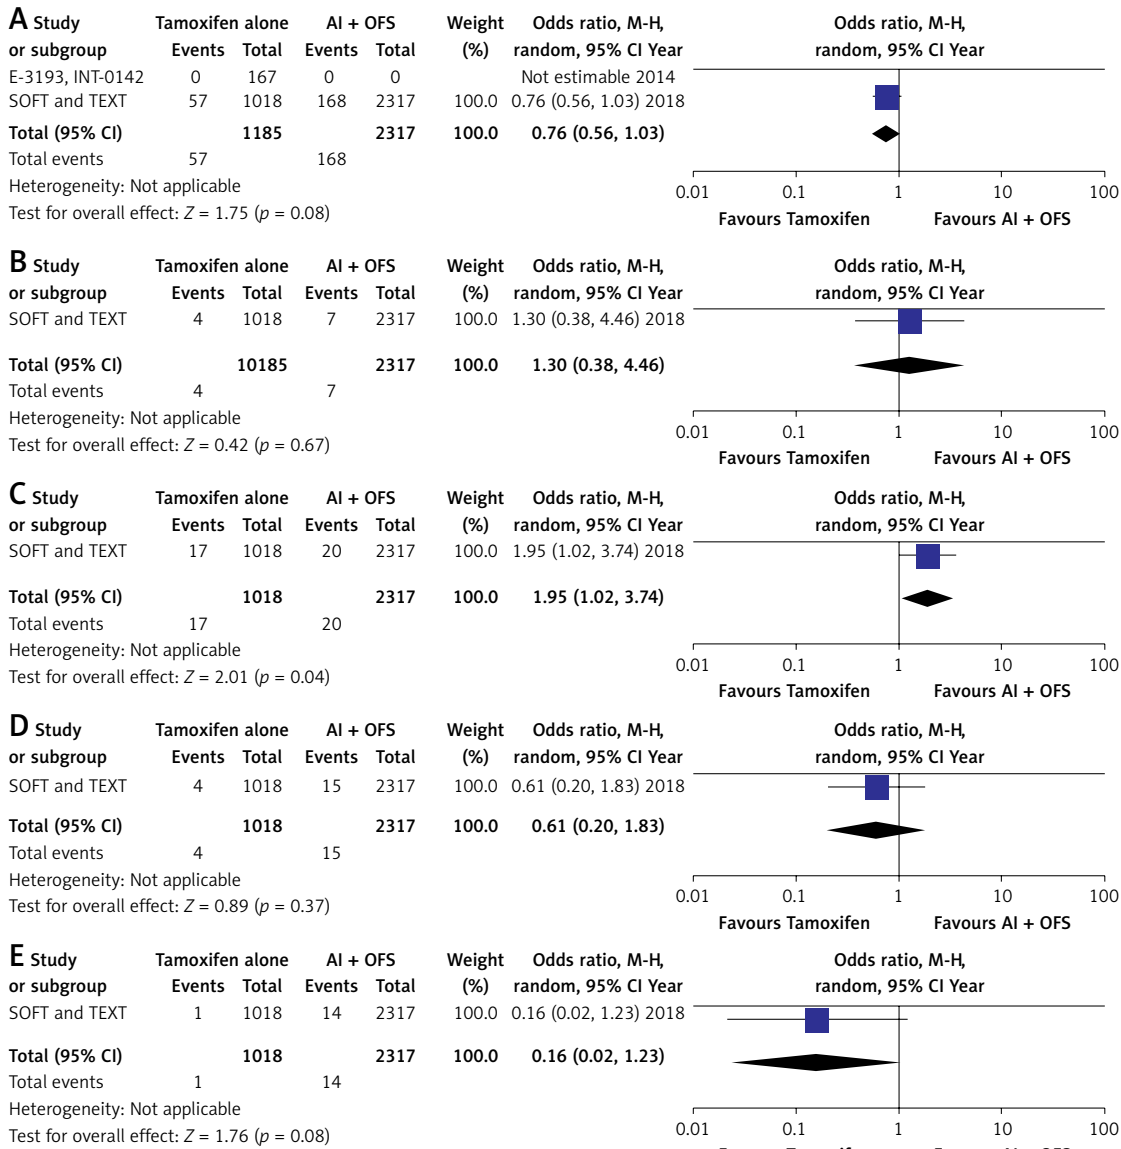 A Study Tamoxifen alone AI + OFS Weight Odds ratio, M-H, Odds ratio, M-H,
or subgroup Events Total Events Total (%) random, 95% CI Year random, 95% CI Year
E-3193, INT-0142 0 167 0 0 Not estimable 2014
SOFT and TEXT 57 1018 168 2317 100.0 0.76 (0.56, 1.03) 2018
Total (95% CI) 1185 2317 100.0 0.76 (0.56, 1.03)
Total events 57 168
Heterogeneity: Not applicable
0.01 0.1 1 10 100
Test for overall effect: Z = 1.75 (p = 0.08)
Favours Tamoxifen Favours AI + OFS
B Study Tamoxifen alone AI + OFS Weight Odds ratio, M-H, Odds ratio, M-H,
or subgroup Events Total Events Total (%) random, 95% CI Year random, 95% CI Year
SOFT and TEXT 4 1018 7 2317 100.0 1.30 (0.38, 4.46) 2018
Total (95% CI) 10185 2317 100.0 1.30 (0.38, 4.46)
Total events 4 7
Heterogeneity: Not applicable
0.01 0.1 1 10 100
Test for overall effect: Z = 0.42 (p = 0.67)
Favours Tamoxifen Favours AI + OFS
C Study Tamoxifen alone AI + OFS Weight Odds ratio, M-H, Odds ratio, M-H,
or subgroup Events Total Events Total (%) random, 95% CI Year random, 95% CI Year
SOFT and TEXT 17 1018 20 2317 100.0 1.95 (1.02, 3.74) 2018
Total (95% CI) 1018 2317 100.0 1.95 (1.02, 3.74)
Total events 17 20
Heterogeneity: Not applicable
0.01 0.1 1 10 100
Test for overall effect: Z = 2.01 (p = 0.04)
Favours Tamoxifen Favours AI + OFS
D Study Tamoxifen alone AI + OFS Weight Odds ratio, M-H, Odds ratio, M-H,
or subgroup Events Total Events Total (%) random, 95% CI Year random, 95% CI Year
SOFT and TEXT 4 1018 15 2317 100.0 0.61 (0.20, 1.83) 2018
Total (95% CI) 1018 2317 100.0 0.61 (0.20, 1.83)
Total events 4 15
Heterogeneity: Not applicable
0.01 0.1 1 10 100
Test for overall effect: Z = 0.89 (p = 0.37)
Favours Tamoxifen Favours AI + OFS
E Study Tamoxifen alone AI + OFS Weight Odds ratio, M-H, Odds ratio, M-H,
or subgroup Events Total Events Total (%) random, 95% CI Year random, 95% CI Year
SOFT and TEXT 1 1018 14 2317 100.0 0.16 (0.02, 1.23) 2018
Total (95% CI) 1018 2317 100.0 0.16 (0.02, 1.23)
Total events 1 14
Heterogeneity: Not applicable
0.01 0.1 1 10 100
Test for overall effect: Z = 1.76 (p = 0.08)